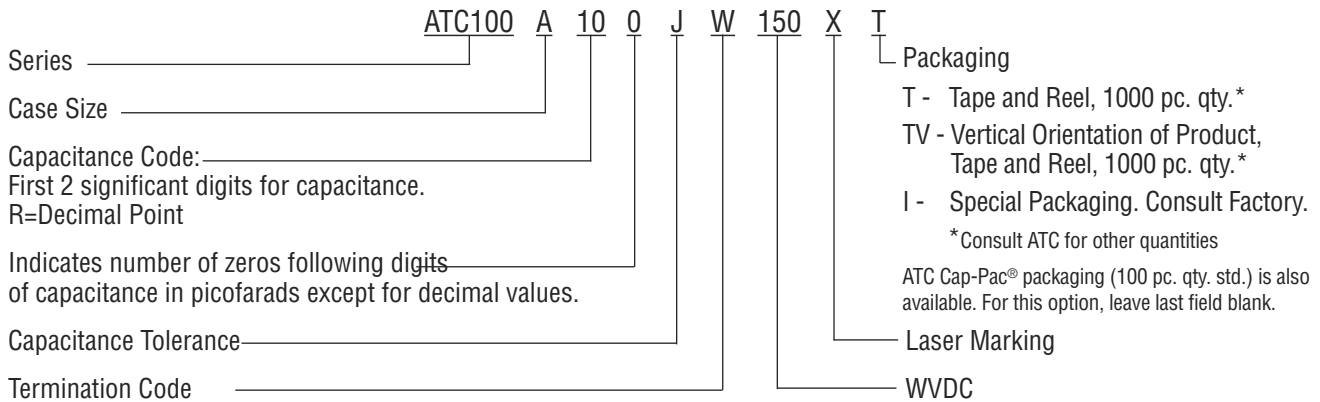 ATC100 A 10 0 J W 150 X T
Series
Case Size
Capacitance Code:
First 2 significant digits for capacitance.
R=Decimal Point
Indicates number of zeros following digits
of capacitance in picofarads except for decimal values.
Capacitance Tolerance
Termination Code
Packaging
T - Tape and Reel, 1000 pc. qty.*
TV - Vertical Orientation of Product,
Tape and Reel, 1000 pc. qty.*
I - Special Packaging. Consult Factory.
*Consult ATC for other quantities
ATC Cap-Pac® packaging (100 pc. qty. std.) is also
available. For this option, leave last field blank.
Laser Marking
WVDC